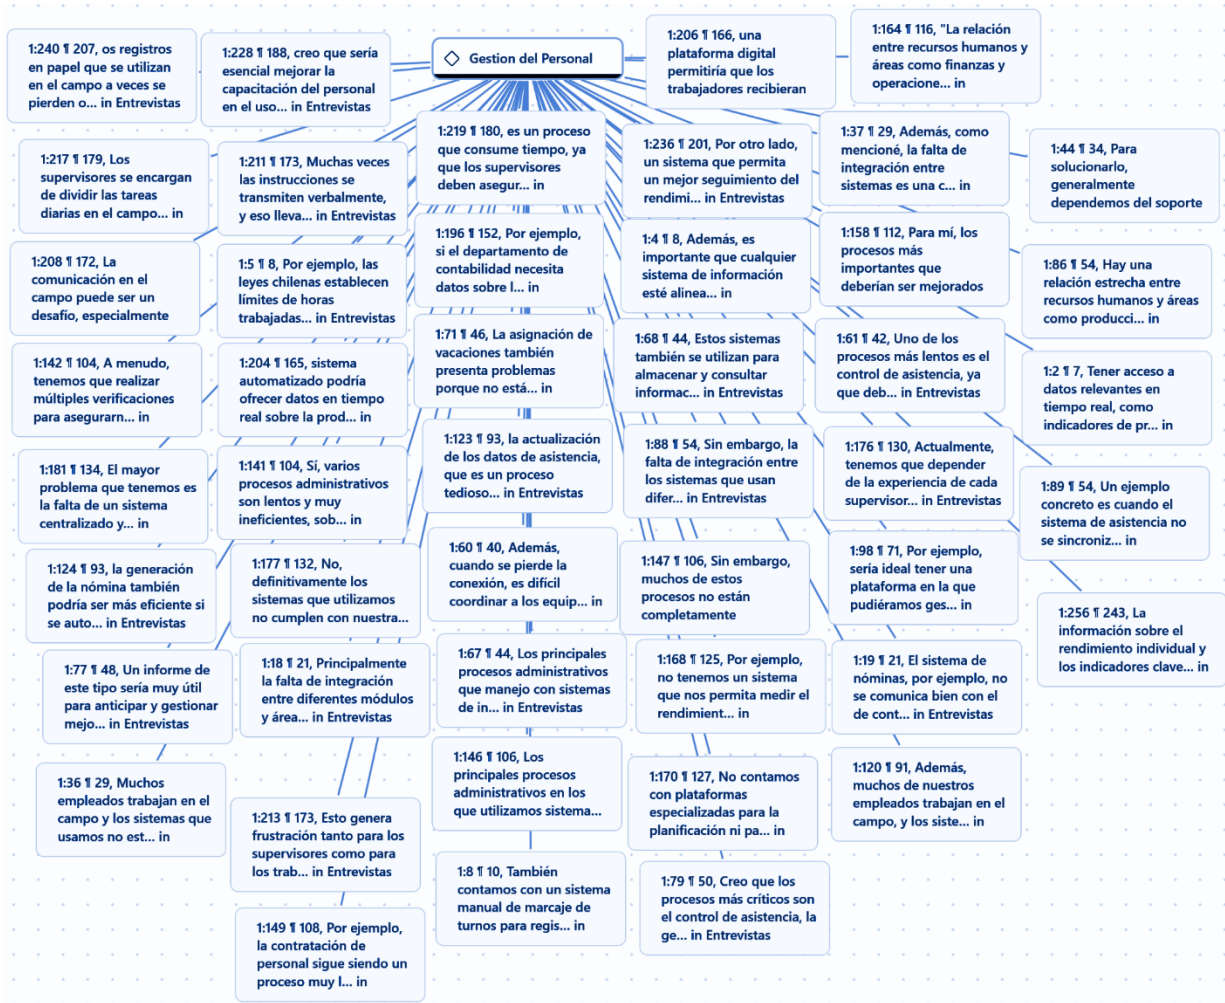 Gestion del Personal
1:240 ¶ 207, os registros
en papel que se utilizan
en el campo a veces se
pierden o... in Entrevistas
1:228 ¶ 188, creo que sería
esencial mejorar la
capacitación del personal
en el uso... in Entrevistas
1:206 ¶ 166, una
plataforma digital
permitiría que los
trabajadores recibieran
1:164 ¶ 116, "La relación
entre recursos humanos y
áreas como finanzas y
operacione... in
1:217 ¶ 179, Los
supervisores se encargan
de dividir las tareas
diarias en el campo... in
1:211 ¶ 173, Muchas veces
las instrucciones se
transmiten verbalmente,
y eso lleva... in Entrevistas
1:219 ¶ 180, es un proceso
que consume tiempo, ya
que los supervisores
deben asegur... in
1:236 ¶ 201, Por otro lado,
un sistema que permita
un mejor seguimiento del
rendimi... in Entrevistas
1:37 ¶ 29, Además, como
mencioné, la falta de
integración entre
sistemas es una c... in
1:44 ¶ 34, Para
solucionarlo,
generalmente
dependemos del soporte
1:208 ¶ 172, La
comunicación en el
campo puede ser un
desafío, especialmente
1:5 ¶ 8, Por ejemplo, las
leyes chilenas establecen
límites de horas
trabajadas... in Entrevistas
1:196 ¶ 152, Por ejemplo,
si el departamento de
contabilidad necesita
datos sobre l... in
1:4 ¶ 8, Además, es
importante que cualquier
sistema de información
esté alinea... in
1:158 ¶ 112, Para mí, los
procesos más
importantes que
deberían ser mejorados
1:86 ¶ 54, Hay una
relación estrecha entre
recursos humanos y áreas
como producci... in
1:142 ¶ 104, A menudo,
tenemos que realizar
múltiples verificaciones
para asegurarn... in
1:204 ¶ 165, sistema
automatizado podría
ofrecer datos en tiempo
real sobre la prod... in
1:71 ¶ 46, La asignación de
vacaciones también
presenta problemas
porque no está... in
1:68 ¶ 44, Estos sistemas
también se utilizan para
almacenar y consultar
informac... in Entrevistas
1:61 ¶ 42, Uno de los
procesos más lentos es el
control de asistencia, ya
que deb... in Entrevistas
1:2 ¶ 7, Tener acceso a
datos relevantes en
tiempo real, como
indicadores de pr... in
1:181 ¶ 134, El mayor
problema que tenemos es
la falta de un sistema
centralizado y... in
1:141 ¶ 104, Sí, varios
procesos administrativos
son lentos y muy
ineficientes, sob... in
1:123 ¶ 93, la actualización
de los datos de asistencia,
que es un proceso
tedioso... in Entrevistas
1:88 ¶ 54, Sin embargo, la
falta de integración entre
los sistemas que usan
difer... in Entrevistas
1:176 ¶ 130, Actualmente,
tenemos que depender
de la experiencia de cada
supervisor... in Entrevistas
1:89 ¶ 54, Un ejemplo
concreto es cuando el
sistema de asistencia no
se sincroniz... in
1:124 ¶ 93, la generación
de la nómina también
podría ser más eficiente si
se auto... in Entrevistas
1:177 ¶ 132, No,
definitivamente los
sistemas que utilizamos
no cumplen con nuestra...
1:60 ¶ 40, Además,
cuando se pierde la
conexión, es difícil
coordinar a los equip... in
1:147 ¶ 106, Sin embargo,
muchos de estos
procesos no están
completamente
1:98 ¶ 71, Por ejemplo,
sería ideal tener una
plataforma en la que
pudiéramos ges... in
1:256 ¶ 243, La
información sobre el
rendimiento individual y
los indicadores clave... in
1:77 ¶ 48, Un informe de
este tipo sería muy útil
para anticipar y gestionar
mejo... in Entrevistas
1:18 ¶ 21, Principalmente
la falta de integración
entre diferentes módulos
y área... in Entrevistas
1:67 ¶ 44, Los principales
procesos administrativos
que manejo con sistemas
de in... in Entrevistas
1:168 ¶ 125, Por ejemplo,
no tenemos un sistema
que nos permita medir el
rendimient... in
1:19 ¶ 21, El sistema de
nóminas, por ejemplo, no
se comunica bien con el
de cont... in Entrevistas
1:36 ¶ 29, Muchos
empleados trabajan en el
campo y los sistemas que
usamos no est... in
1:213 ¶ 173, Esto genera
frustración tanto para los
supervisores como para
los trab... in Entrevistas
1:146 ¶ 106, Los
principales procesos
administrativos en los
que utilizamos sistema...
1:170 ¶ 127, No contamos
con plataformas
especializadas para la
planificación ni pa... in
1:120 ¶ 91, Además,
muchos de nuestros
empleados trabajan en el
campo, y los siste... in
1:149 ¶ 108, Por ejemplo,
la contratación de
personal sigue siendo un
proceso muy l... in
1:8 ¶ 10, También
contamos con un sistema
manual de marcaje de
turnos para regis... in
1:79 ¶ 50, Creo que los
procesos más críticos son
el control de asistencia, la
ge... in Entrevistas